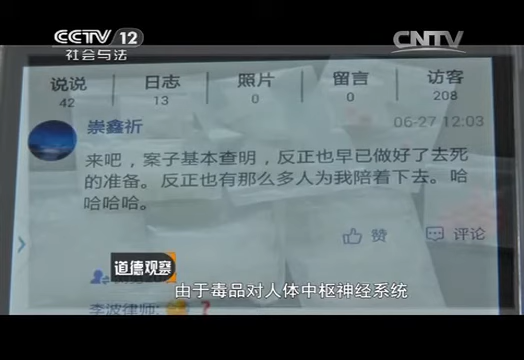 CCTV 12
社会与法
CNTV
说说 日志 照片 留言 访客
42 13 0 0 208
崇鑫祈 06-27 12:03
来吧，案子基本查明，反正也早已做好了去死
的准备。反正也有那么多人为我陪着下去。哈
哈哈哈。
赞 评论
道德观察
由于毒品对人体中枢神经系统
李波律师: